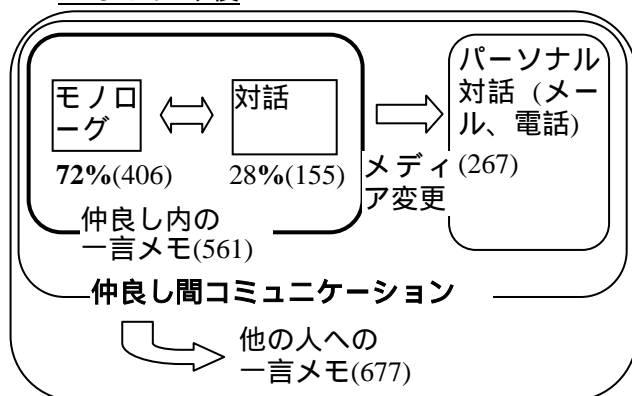 モノロ
ーグ
対話
パーソナル
対話 (メー
ル、電話)
72%(406)
28%(155)
メディ
ア変更
(267)
仲良し内の
一言メモ(561)
仲良し間コミュニケーション
他の人への
一言メモ(677)